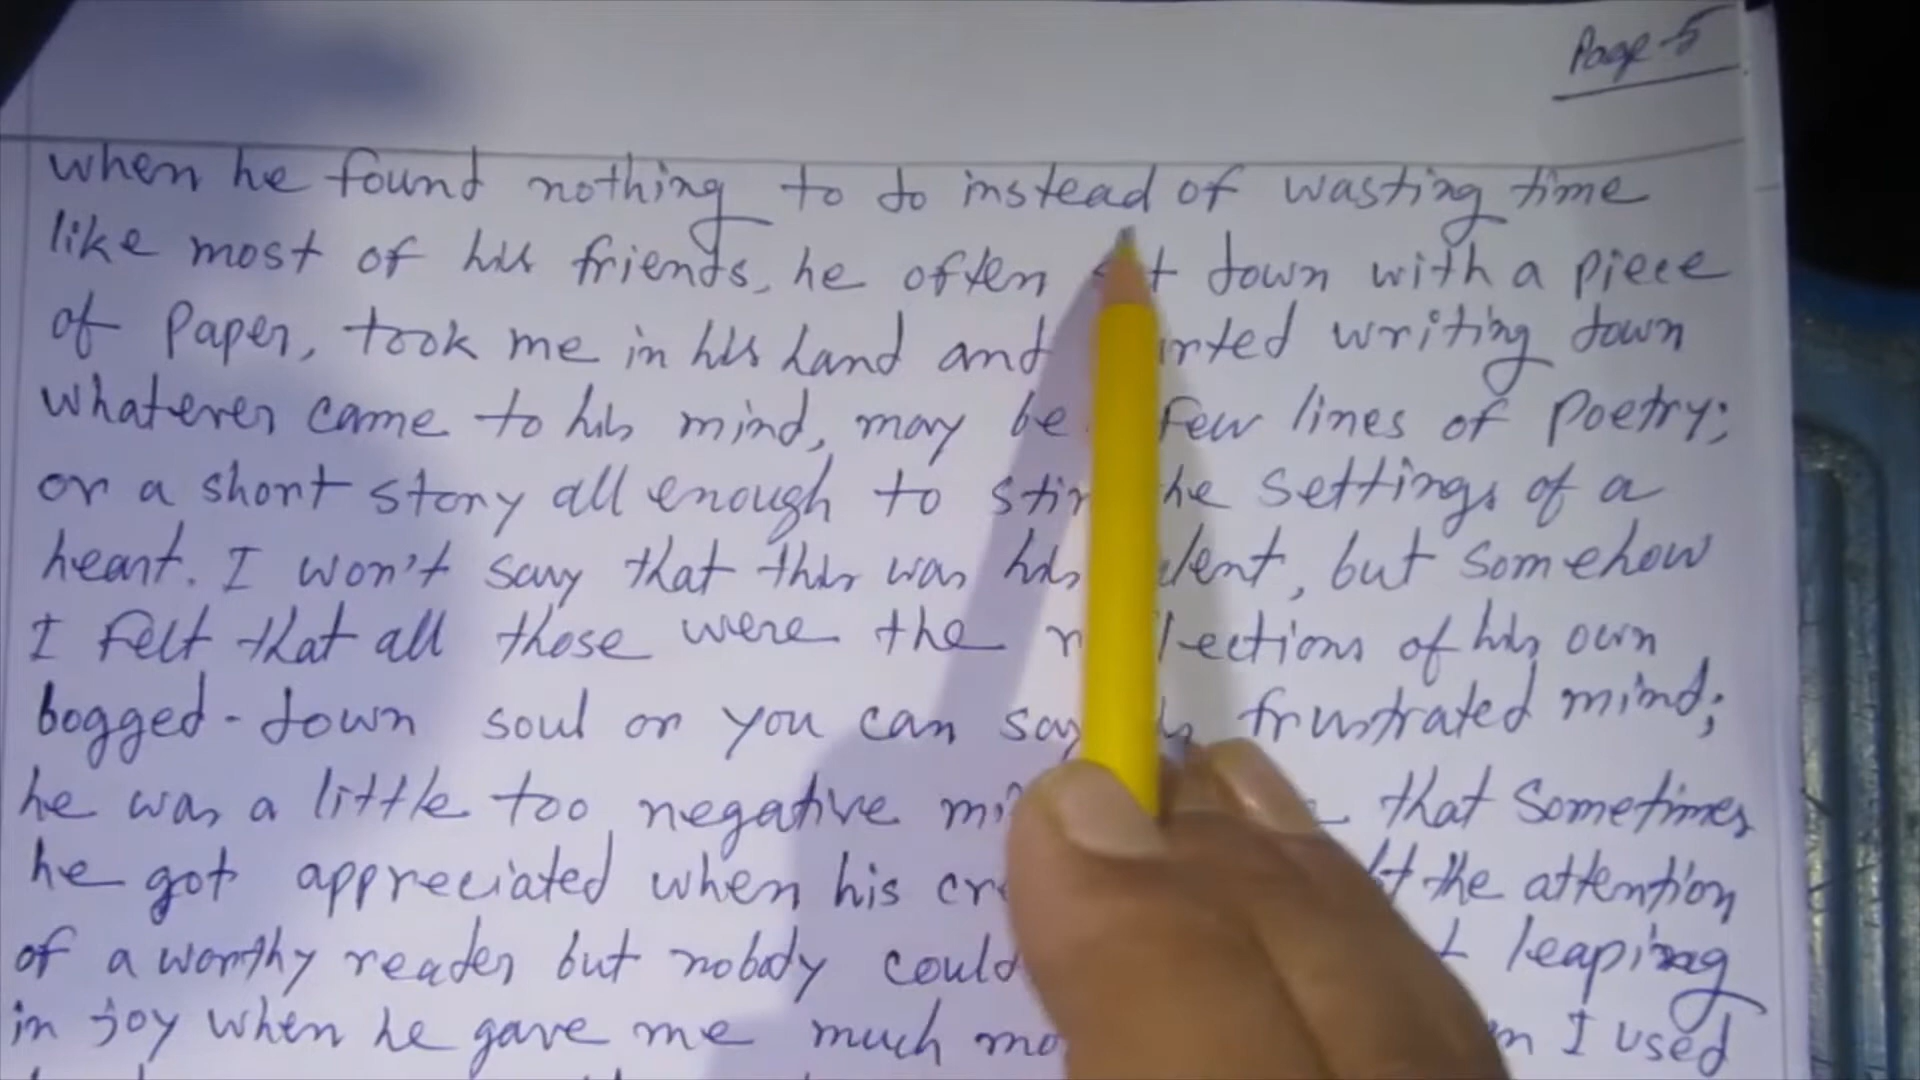 Page-5
when he found nothing to do instead of wasting time
like most of his friends, he often down with a piece
of Paper, took me in his hand and writing down
whatever came to his mind, may be few lines of Poetry;
or a short story all enough to stir settings of a
heart. I won't say that this was his but somehow
I felt that all those were the of his own
bogged-down soul or you can say frustrated mind;
he was a little too negative that sometimes
he got appreciated when his the attention
of a worthy reader but nobody could leaping
in joy when he gave me much I used